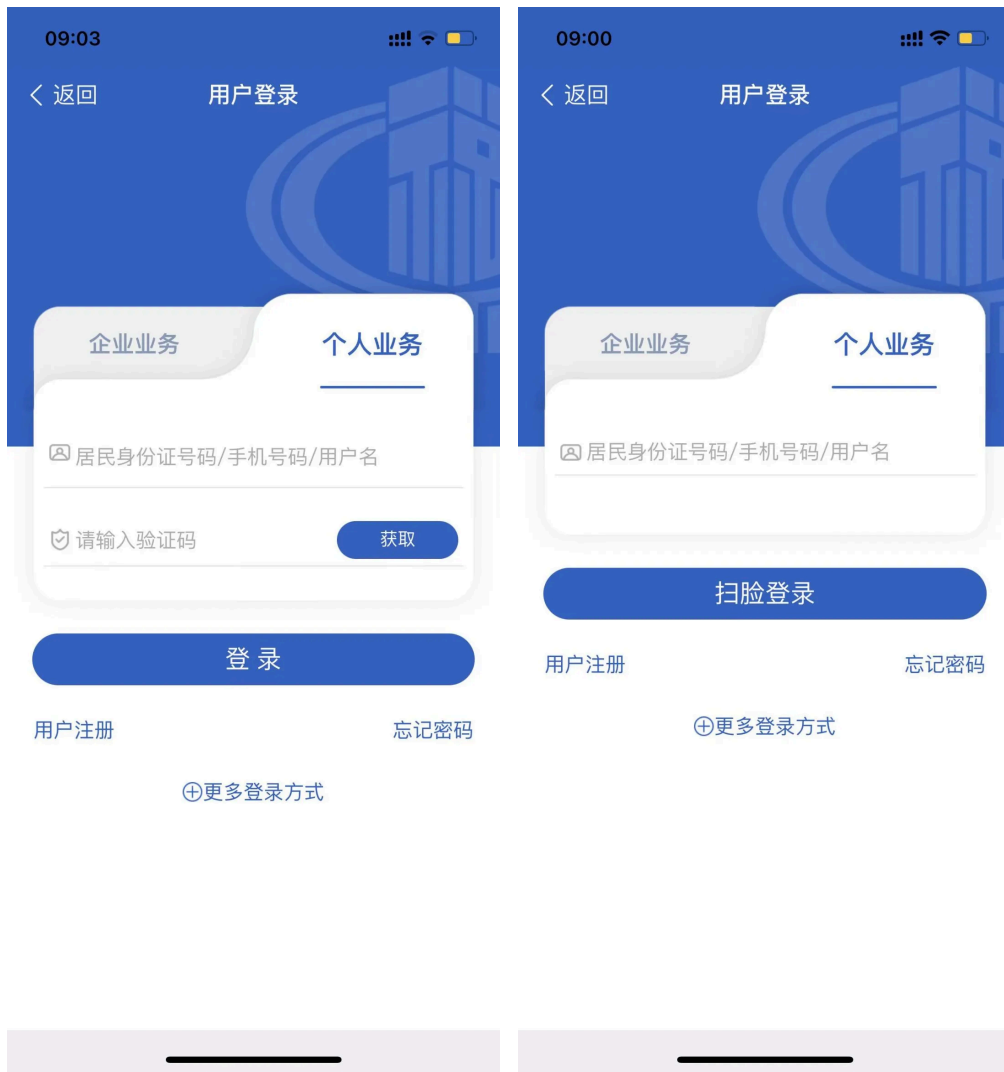 09:03
返回
用户登录
企业业务
个人业务
居民身份证号码/手机号码/用户名
请输入验证码
获取
登录
用户注册
忘记密码
更多登录方式
09:00
返回
用户登录
企业业务
个人业务
居民身份证号码/手机号码/用户名
扫脸登录
用户注册
忘记密码
更多登录方式